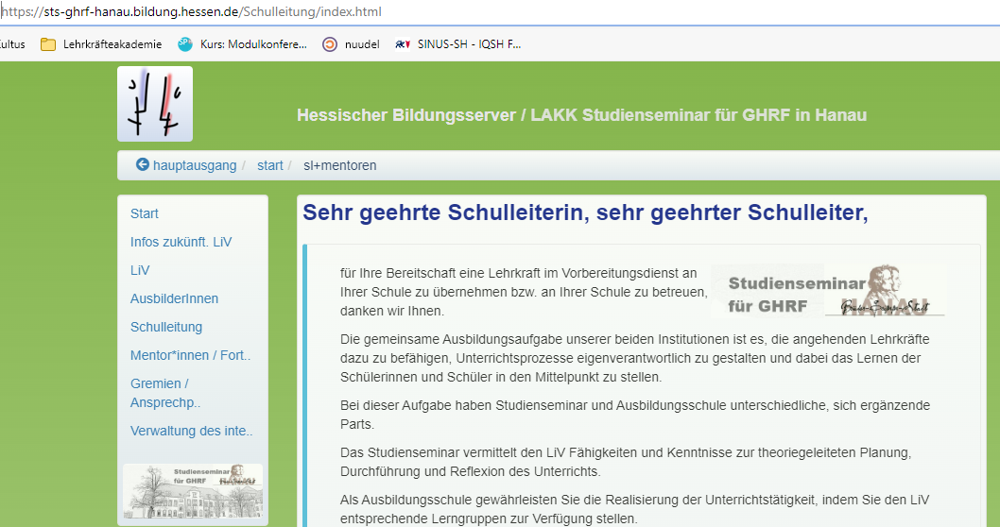 https://sts-ghrf-hanau.bildung.hessen.de/Schulleitung/index.html
ultus Lehrkräfteakademie Kurs: Modulkonfere... nuudel SINUS-SH - IQSH F...
Hessischer Bildungsserver / LAKK Studienseminar für GHRF in Hanau
hauptausgang / start / sl+mentoren
Start
Infos zukünft. LiV
LiV
AusbilderInnen
Schulleitung
Mentor*innen / Fort..
Gremien /
Ansprechp..
Verwaltung des inte..
Studienseminar
für GHRF
HANAU
Sehr geehrte Schulleiterin, sehr geehrter Schulleiter,
für Ihre Bereitschaft eine Lehrkraft im Vorbereitungsdienst an
Ihrer Schule zu übernehmen bzw. an Ihrer Schule zu betreuen,
danken wir Ihnen.
Studienseminar
für GHRF
HANAU
Brüder-Grimm-Stadt
Die gemeinsame Ausbildungsaufgabe unserer beiden Institutionen ist es, die angehenden Lehrkräfte
dazu zu befähigen, Unterrichtsprozesse eigenverantwortlich zu gestalten und dabei das Lernen der
Schülerinnen und Schüler in den Mittelpunkt zu stellen.
Bei dieser Aufgabe haben Studienseminar und Ausbildungsschule unterschiedliche, sich ergänzende
Parts.
Das Studienseminar vermittelt den LiV Fähigkeiten und Kenntnisse zur theoriegeleiteten Planung,
Durchführung und Reflexion des Unterrichts.
Als Ausbildungsschule gewährleisten Sie die Realisierung der Unterrichtstätigkeit, indem Sie den LiV
entsprechende Lerngruppen zur Verfügung stellen.